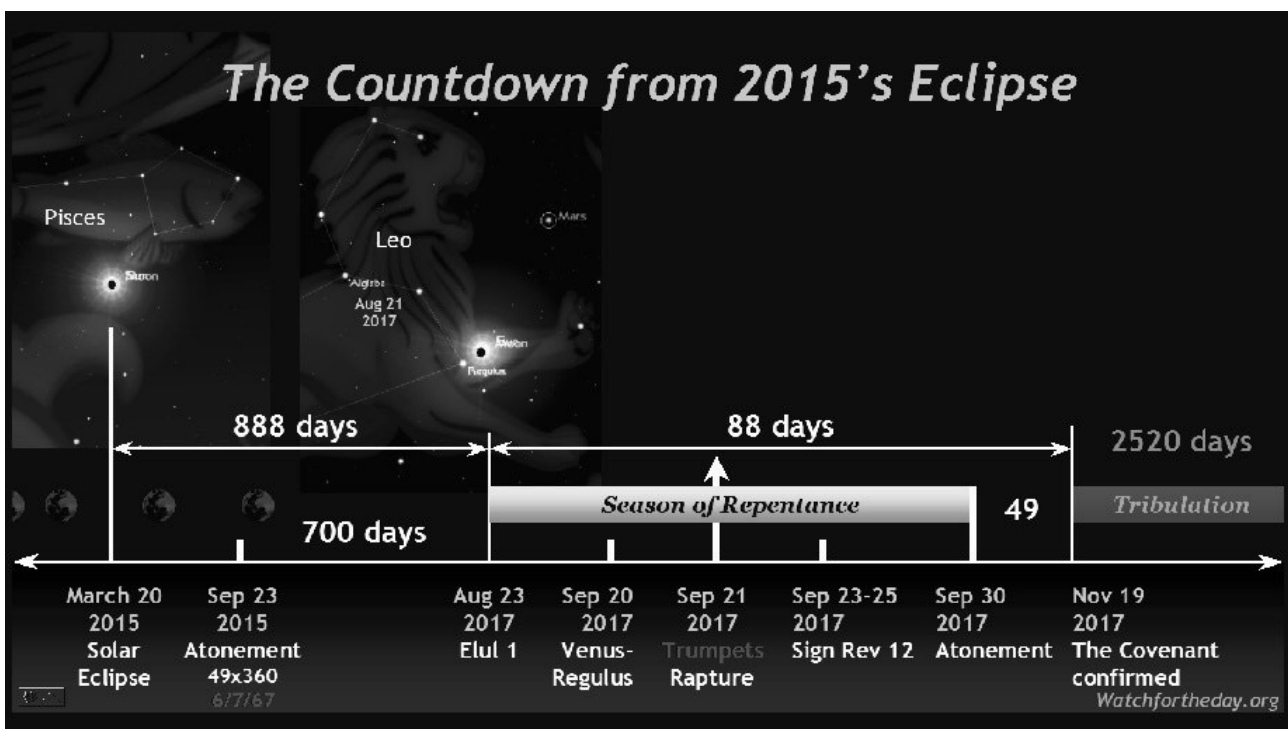 The Countdown from 2015's Eclipse
Pisces
Leo
Mars
Algieba
Aug 21
2017
Regulus
888 days
88 days
2520 days
Season of Repentance
49
Tribulation
700 days
March 20
2015
Solar
Eclipse
Sep 23
2015
Atonement
49x360
6/7/67
Aug 23
2017
Elul 1
Sep 20
2017
Venus-
Regulus
Sep 21
2017
Trumpets
Rapture
Sep 23-25
2017
Sign Rev 12
Sep 30
2017
Atonement
Nov 19
2017
The Covenant
confirmed
Watchfortheday.org